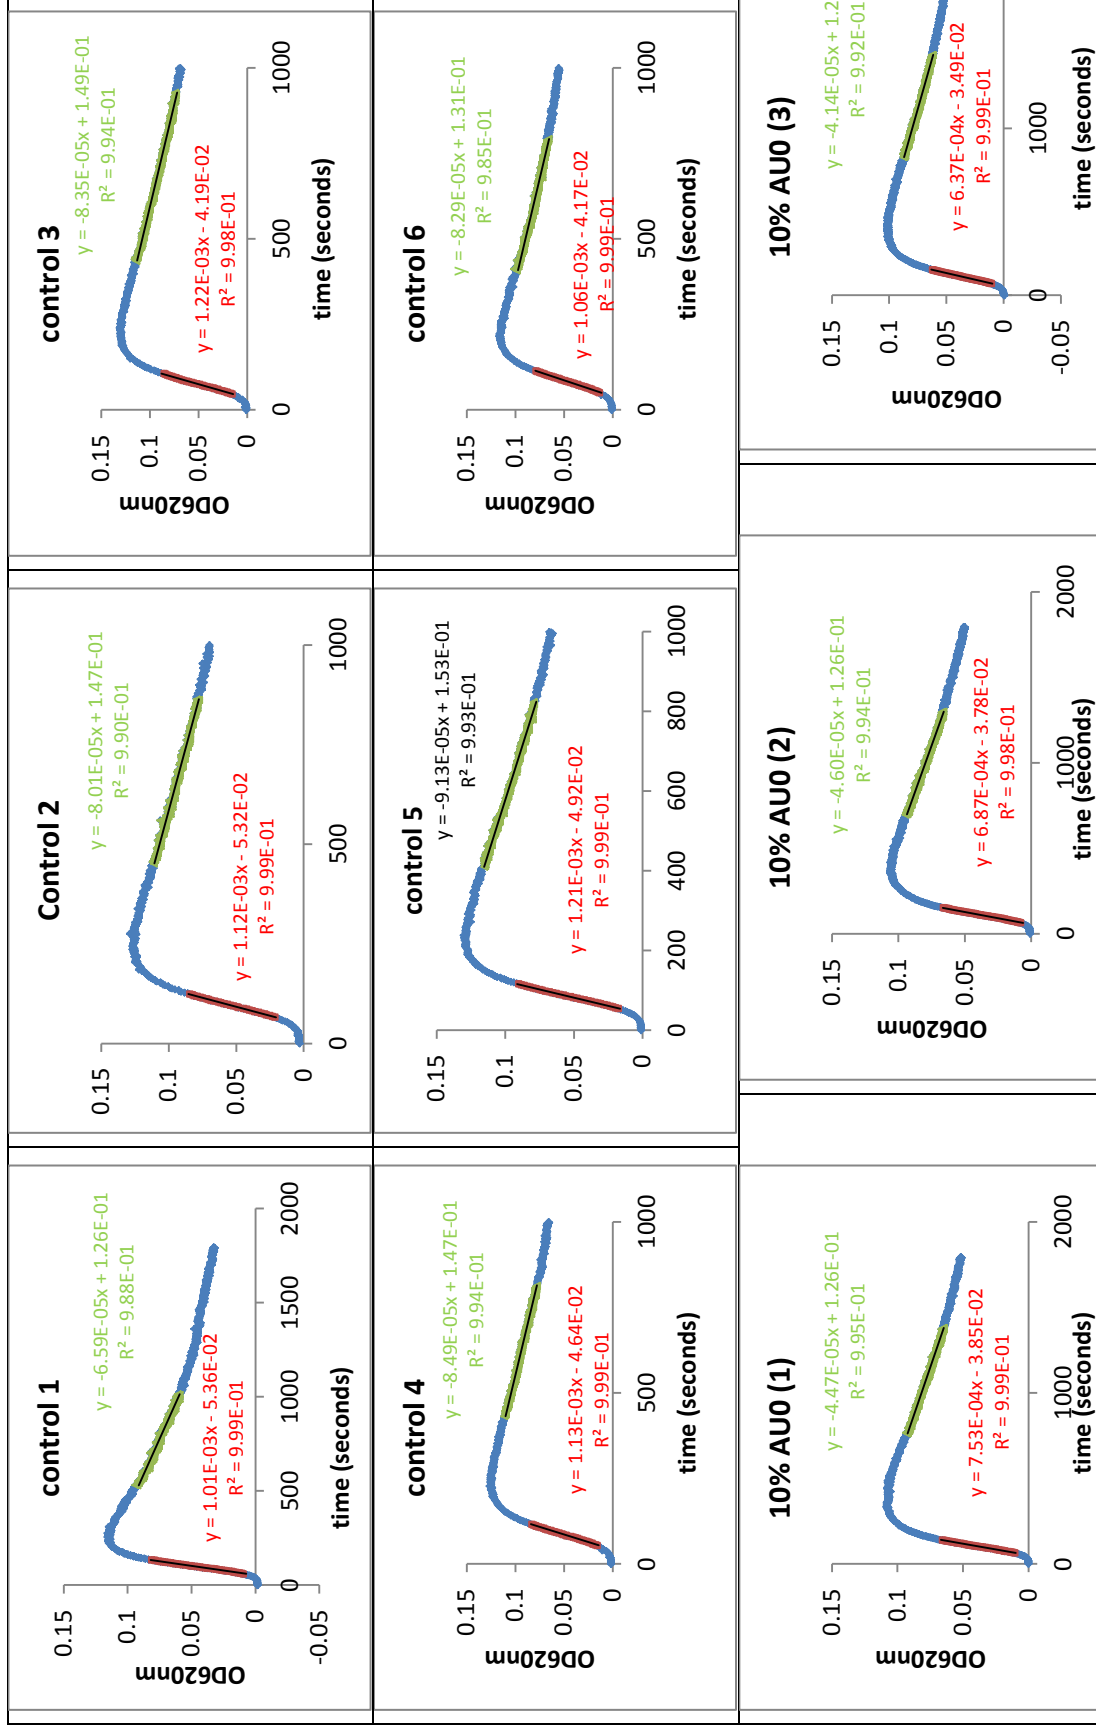 control 1
y = -6.59E-05x + 1.26E-01
R² = 9.88E-01
y = 1.01E-03x - 5.36E-02
R² = 9.99E-01
0.15
0.1
0.05
0
-0.05
0
500
1000
1500
2000
OD620nm
time (seconds)
Control 2
y = -8.01E-05x + 1.47E-01
R² = 9.90E-01
y = 1.12E-03x - 5.32E-02
R² = 9.99E-01
0.15
0.1
0.05
0
0
500
1000
control 3
y = -8.35E-05x + 1.49E-01
R² = 9.94E-01
y = 1.22E-03x - 4.19E-02
R² = 9.98E-01
0.15
0.1
0.05
0
0
500
1000
OD620nm
time (seconds)
control 4
y = -8.49E-05x + 1.47E-01
R² = 9.94E-01
y = 1.13E-03x - 4.64E-02
R² = 9.99E-01
0.15
0.1
0.05
0
0
500
1000
OD620nm
time (seconds)
control 5
y = -9.13E-05x + 1.53E-01
R² = 9.93E-01
y = 1.21E-03x - 4.92E-02
R² = 9.99E-01
0.15
0.1
0.05
0
0
200
400
600
800
1000
control 6
y = -8.29E-05x + 1.31E-01
R² = 9.85E-01
y = 1.06E-03x - 4.17E-02
R² = 9.99E-01
0.15
0.1
0.05
0
0
500
1000
OD620nm
time (seconds)
10% AU0 (1)
y = -4.47E-05x + 1.26E-01
R² = 9.95E-01
y = 7.53E-04x - 3.85E-02
R² = 9.99E-01
0.15
0.1
0.05
0
0
1000
2000
OD620nm
time (seconds)
10% AU0 (2)
y = -4.60E-05x + 1.26E-01
R² = 9.94E-01
y = 6.87E-04x - 3.78E-02
R² = 9.98E-01
0.15
0.1
0.05
0
0
1000
2000
OD620nm
time (seconds)
10% AU0 (3)
y = -4.14E-05x + 1.2
R² = 9.92E-01
y = 6.37E-04x - 3.49E-02
R² = 9.99E-01
0.15
0.1
0.05
0
-0.05
0
1000
OD620nm
time (seconds)